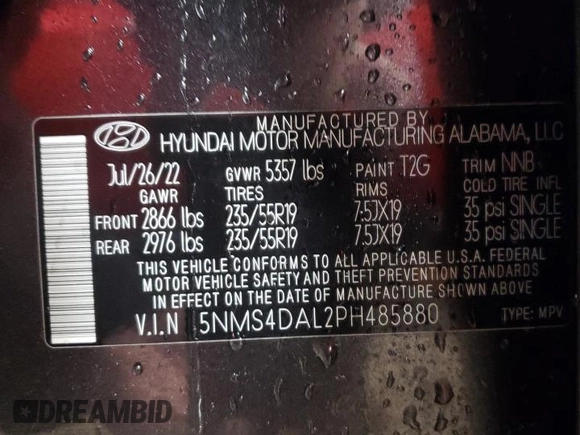 MANUFACTURED BY
HYUNDAI MOTOR MANUFACTURING ALABAMA, LLC
Jul/26/22 GVWR 5357 lbs PAINT T2G TRIM NNB
GAWR TIRES RIMS COLD TIRE INFL
FRONT 2866 lbs 235/55R19 7.5JX19 35 psi SINGLE
REAR 2976 lbs 235/55R19 7.5JX19 35 psi SINGLE
THIS VEHICLE CONFORMS TO ALL APPLICABLE U.S.A. FEDERAL
MOTOR VEHICLE SAFETY AND THEFT PREVENTION STANDARDS
IN EFFECT ON THE DATE OF MANUFACTURE SHOWN ABOVE.
V.I.N 5NMS4DAL2PH485880 TYPE: MPV
DREAMBID